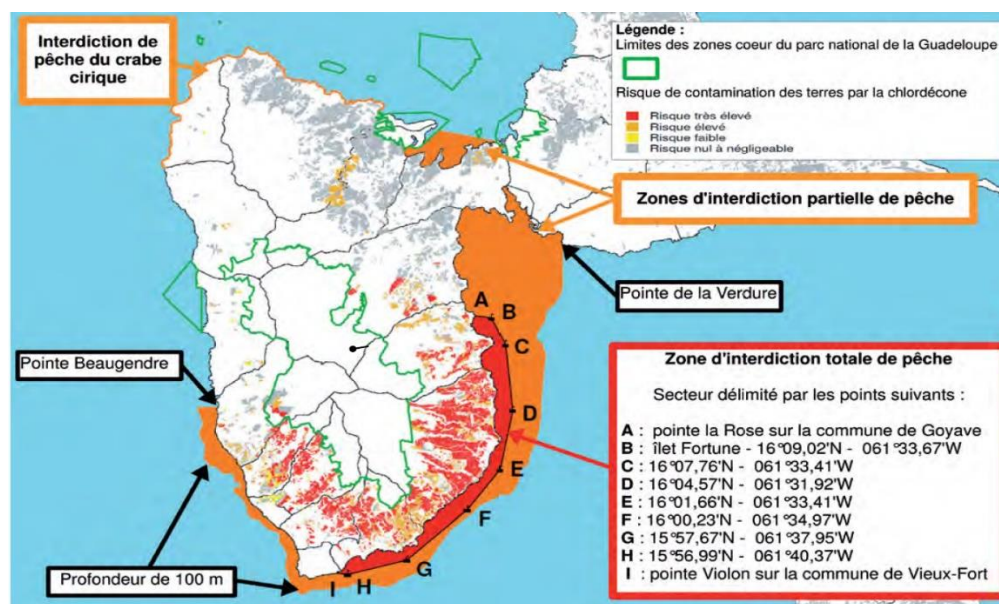 Interdiction de
pêche du crabe
cirique
Légende :
Limites des zones coeur du parc national de la Guadeloupe
Risque de contamination des terres par la chlordécone
Risque très élevé
Risque élevé
Risque faible
Risque nul à négligeable
Zones d'interdiction partielle de pêche
Pointe de la Verdure
Pointe Beaugendre
Profondeur de 100 m
A
B
C
D
E
F
G
H
I
Zone d'interdiction totale de pêche
Secteur délimité par les points suivants :
A : pointe la Rose sur la commune de Goyave
B : îlet Fortune - 16°09,02'N - 061°33,67'W
C : 16°07,76'N - 061°33,41'W
D : 16°04,57'N - 061°31,92'W
E : 16°01,66'N - 061°33,41'W
F : 16°00,23'N - 061°34,97'W
G : 15°57,67'N - 061°37,95'W
H : 15°56,99'N - 061°40,37'W
I : pointe Violon sur la commune de Vieux-Fort